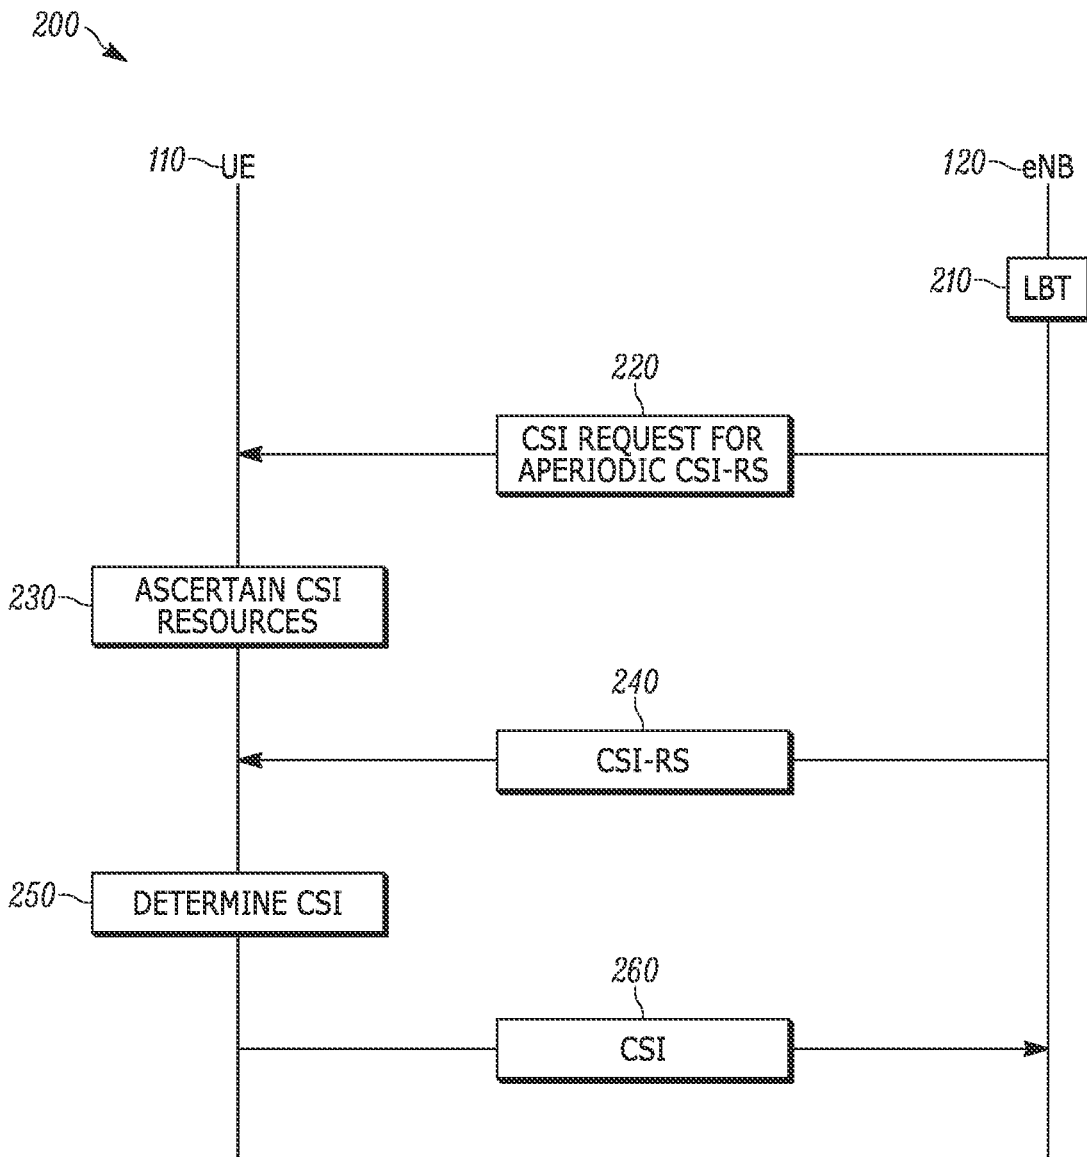 200
110 UE
120 eNB
210 LBT
220
CSI REQUEST FOR
APERIODIC CSI-RS
230
ASCERTAIN CSI
RESOURCES
240
CSI-RS
250 DETERMINE CSI
260
CSI